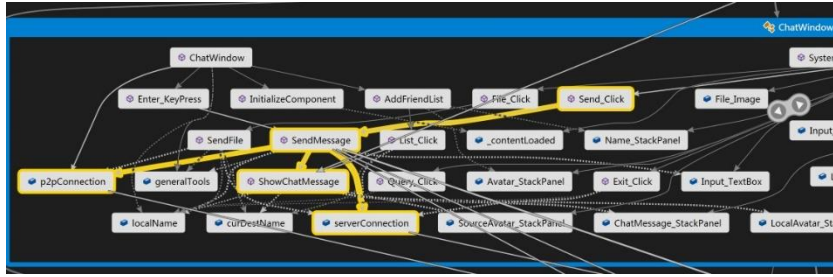 ChatWindow
ChatWindow
Enter_KeyPress
InitializeComponent
AddFriendList
File_Click
Send_Click
File_Image
SendFile
SendMessage
List_Click
_contentLoaded
Name_StackPanel
p2pConnection
generalTools
ShowChatMessage
Query_Click
Avatar_StackPanel
Exit_Click
Input_TextBox
localName
curDestName
serverConnection
SourceAvatar_StackPanel
ChatMessage_StackPanel